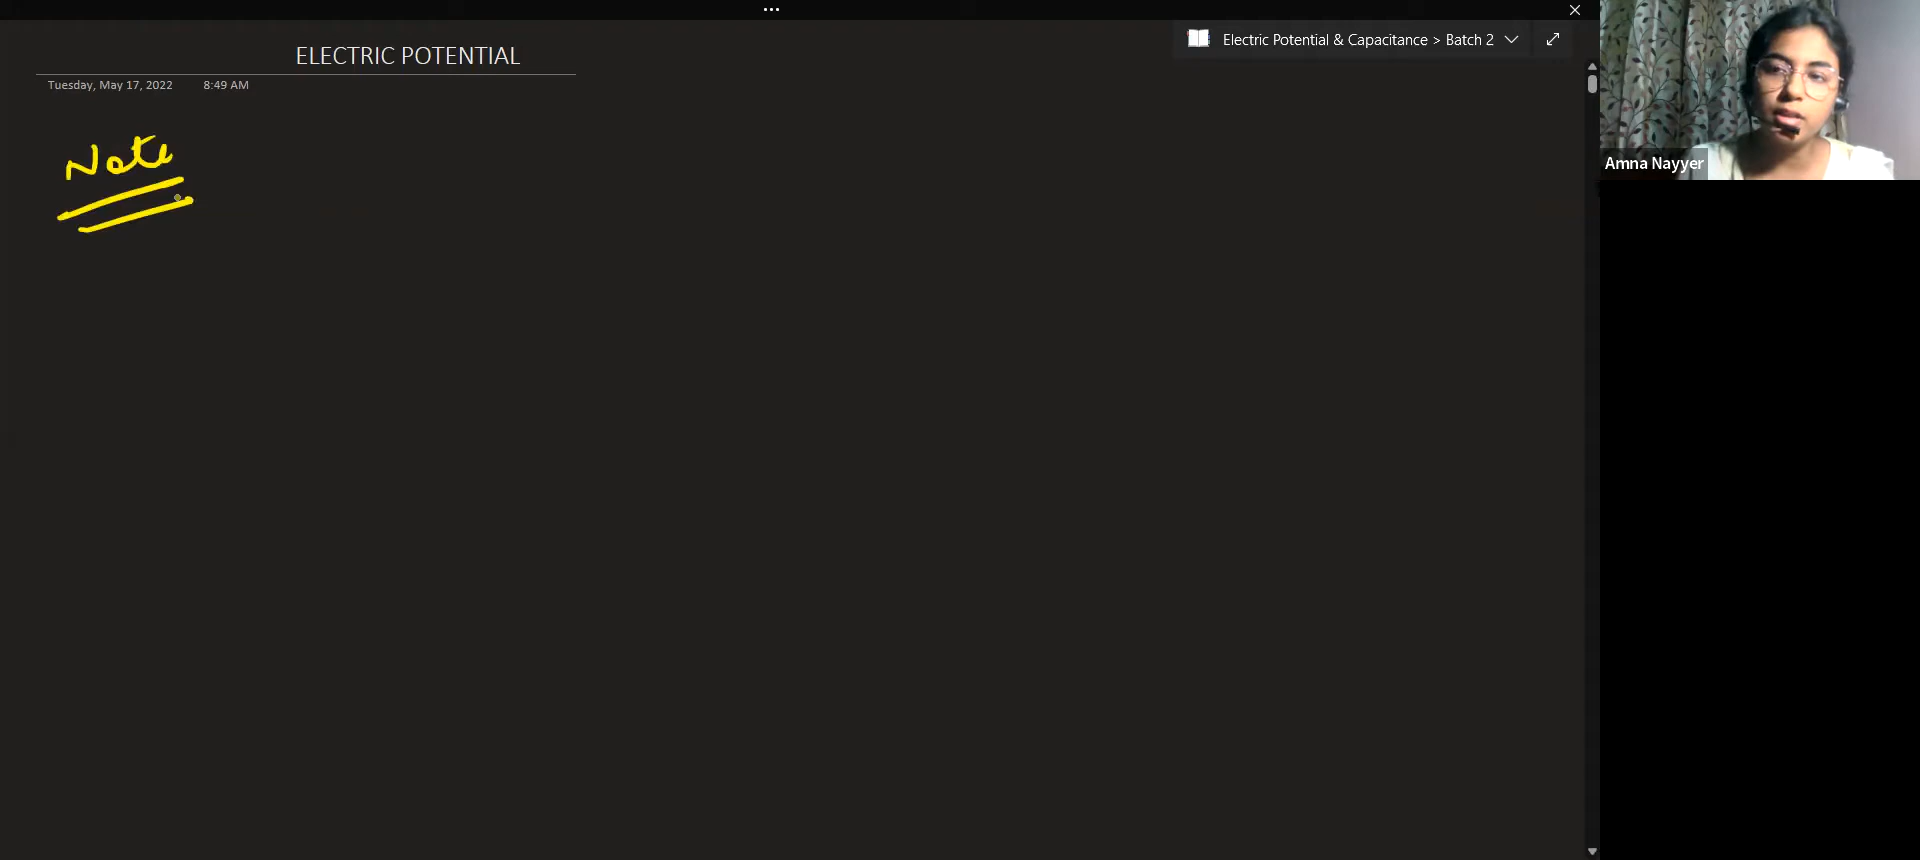 Electric Potential & Capacitance > Batch 2
ELECTRIC POTENTIAL
Tuesday, May 17, 2022 8:49 AM
Note
Amna Nayyer